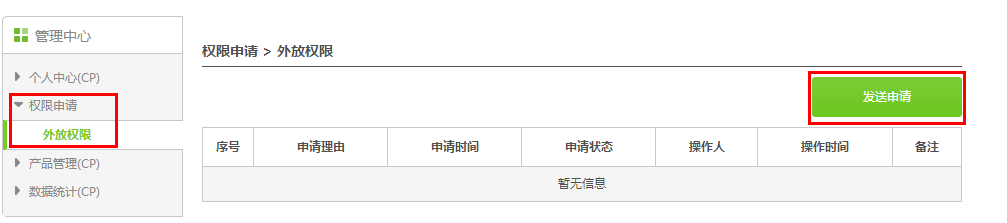 管理中心
个人中心(CP)
权限申请
外放权限
产品管理(CP)
数据统计(CP)
权限申请 > 外放权限
发送申请
序号 申请理由 申请时间 申请状态 操作人 操作时间 备注
暂无信息